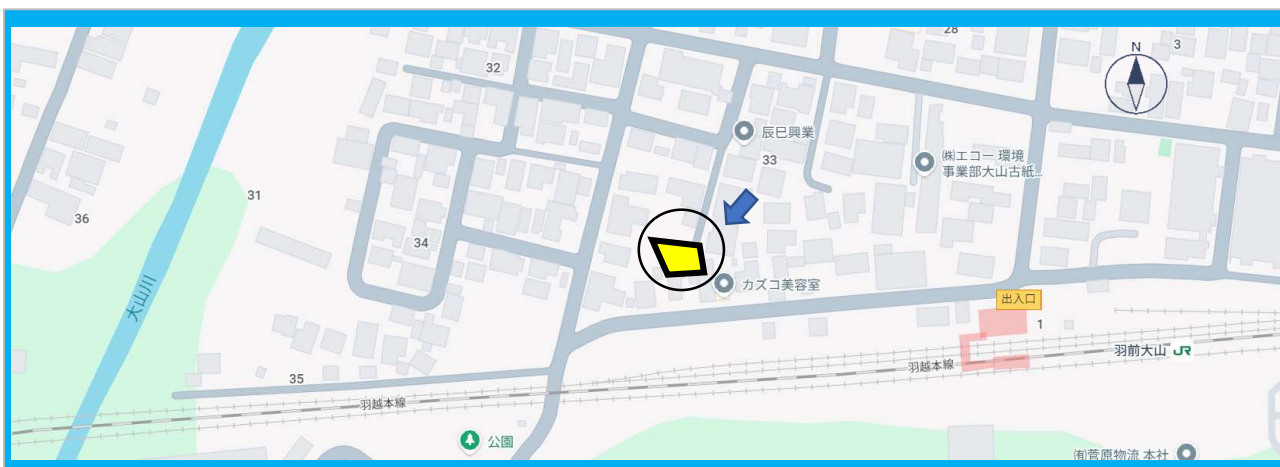 28
N
3
32
辰巳興業
33
㈱エコー 環境
事業部大山古紙...
31
36
34
大山川
カズコ美容室
出入口
1
羽前大山 JR
羽越本線
35
羽越本線
公園
㈲菅原物流 本社